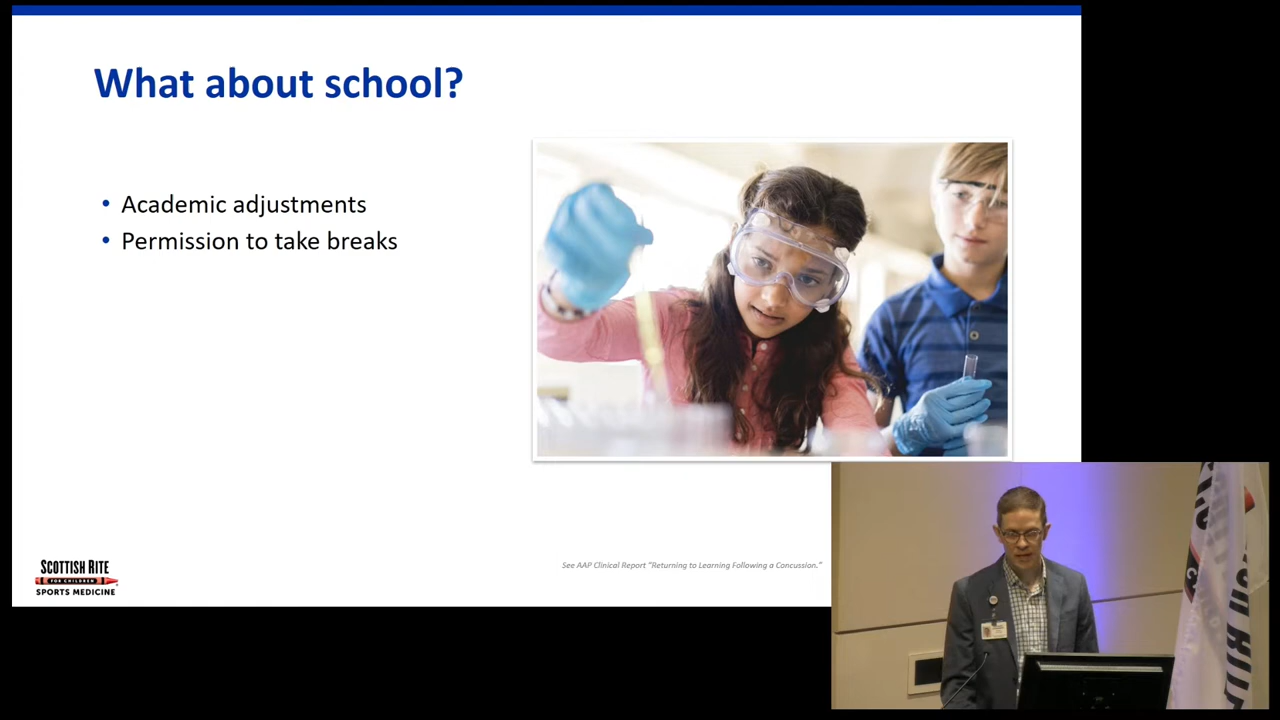 What about school?
• Academic adjustments
• Permission to take breaks
SCOTTISH RITE
FOR CHILDREN
SPORTS MEDICINE
See AAP Clinical Report “Returning to Learning Following a Concussion.”